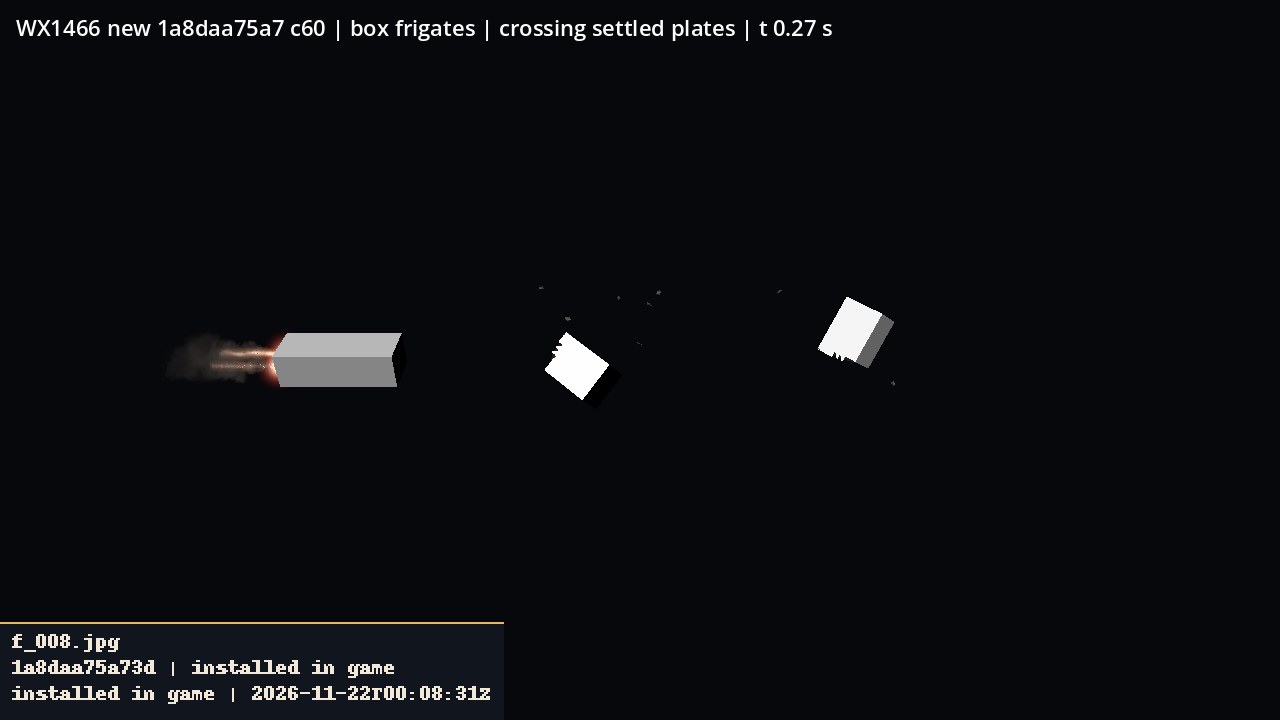 WX1466 new 1a8daa75a7 c60 | box frigates | crossing settled plates | t 0.27 s
f_008.jpg
1a8daa75a73d | installed in game
installed in game | 2026-11-22T00:08:31Z